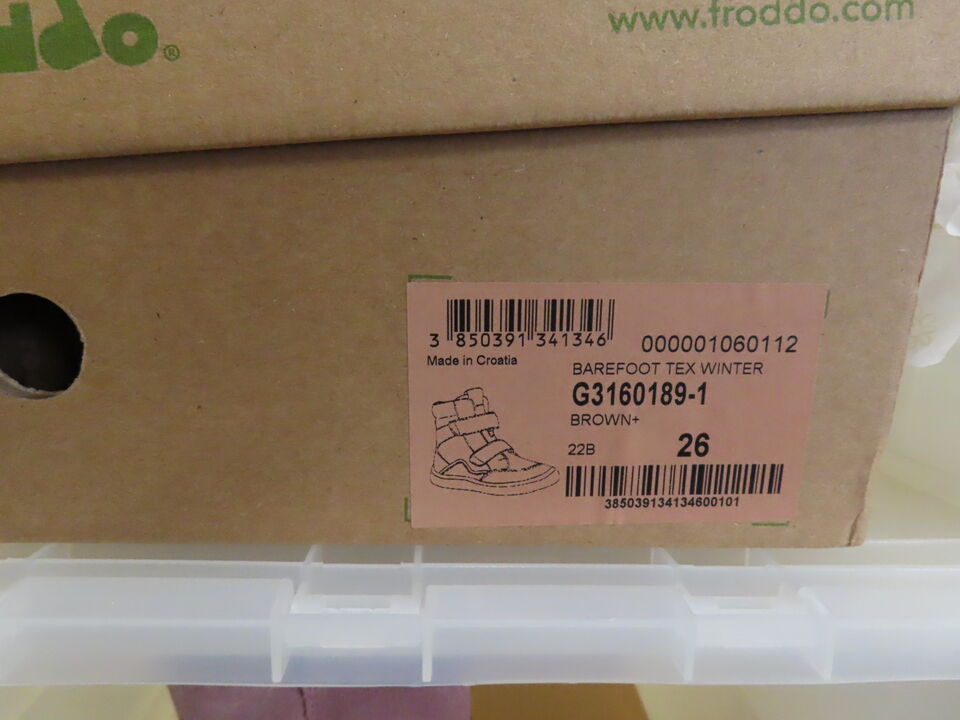 ddo®
www.froddo.com
3 850391 341346
000001060112
Made in Croatia
BAREFOOT TEX WINTER
G3160189-1
BROWN+
22B
26
385039134134600101